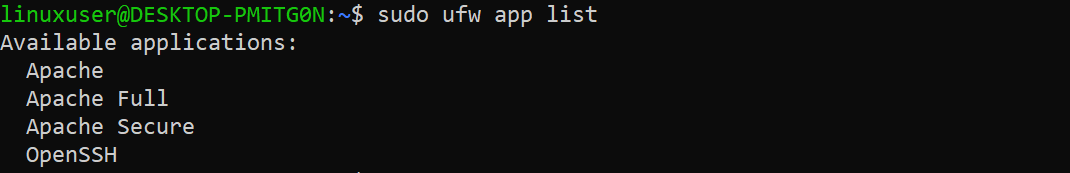 linuxuser@DESKTOP-PMITG0N:~$ sudo ufw app list
Available applications:
  Apache
  Apache Full
  Apache Secure
  OpenSSH